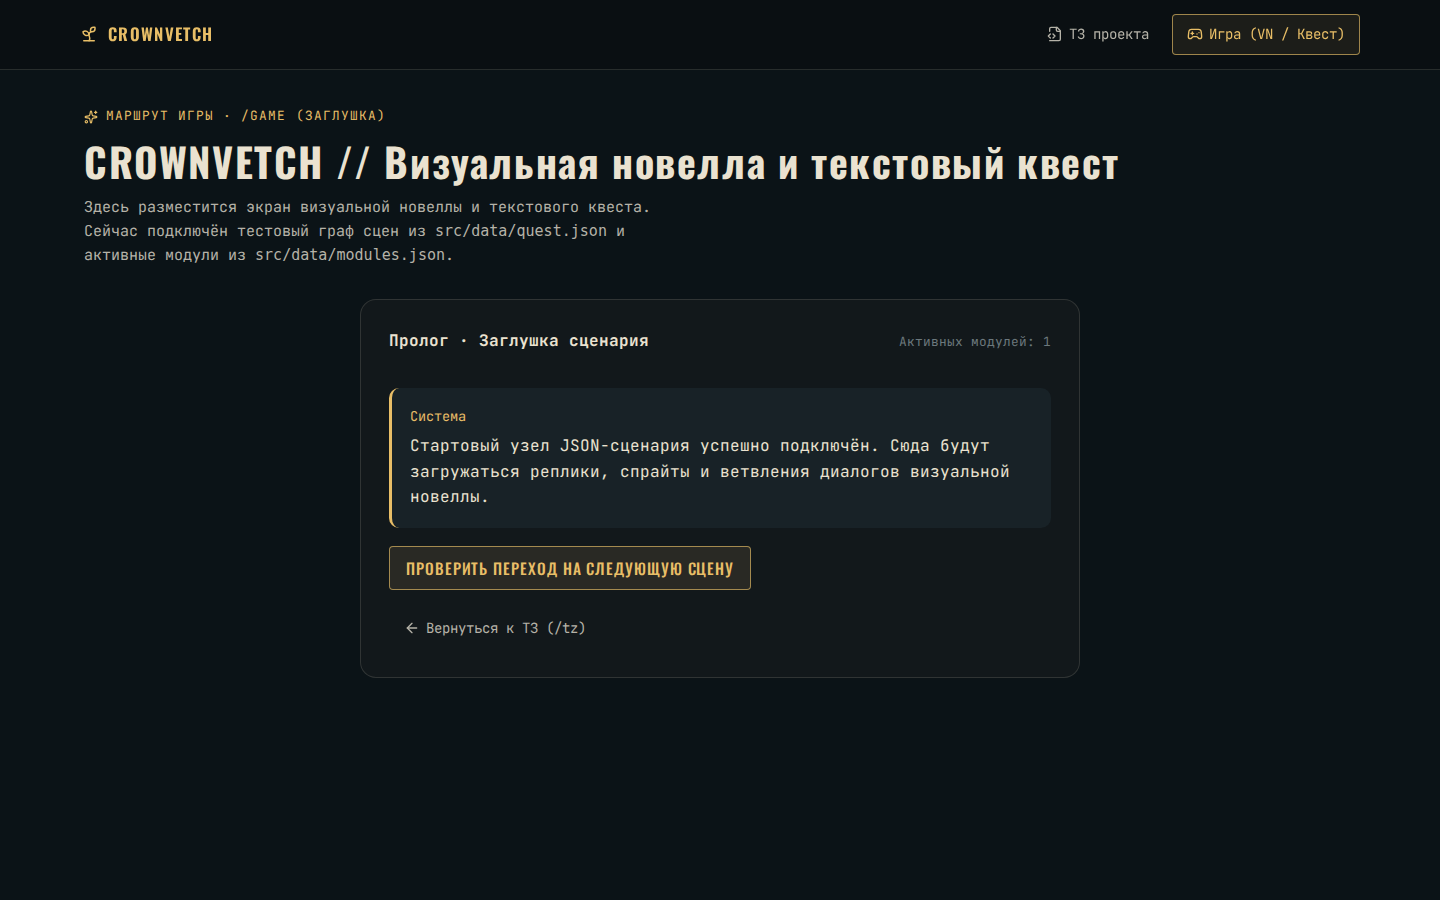 CROWNVETCH
ТЗ проекта
Игра (VN / Квест)
МАРШРУТ ИГРЫ · /GAME (ЗАГЛУШКА)
CROWNVETCH // Визуальная новелла и текстовый квест
Здесь разместится экран визуальной новеллы и текстового квеста.
Сейчас подключён тестовый граф сцен из src/data/quest.json и
активные модули из src/data/modules.json.
Пролог · Заглушка сценария
Активных модулей: 1
Система
Стартовый узел JSON-сценария успешно подключён. Сюда будут
загружаться реплики, спрайты и ветвления диалогов визуальной
новеллы.
ПРОВЕРИТЬ ПЕРЕХОД НА СЛЕДУЮЩУЮ СЦЕНУ
← Вернуться к ТЗ (/tz)